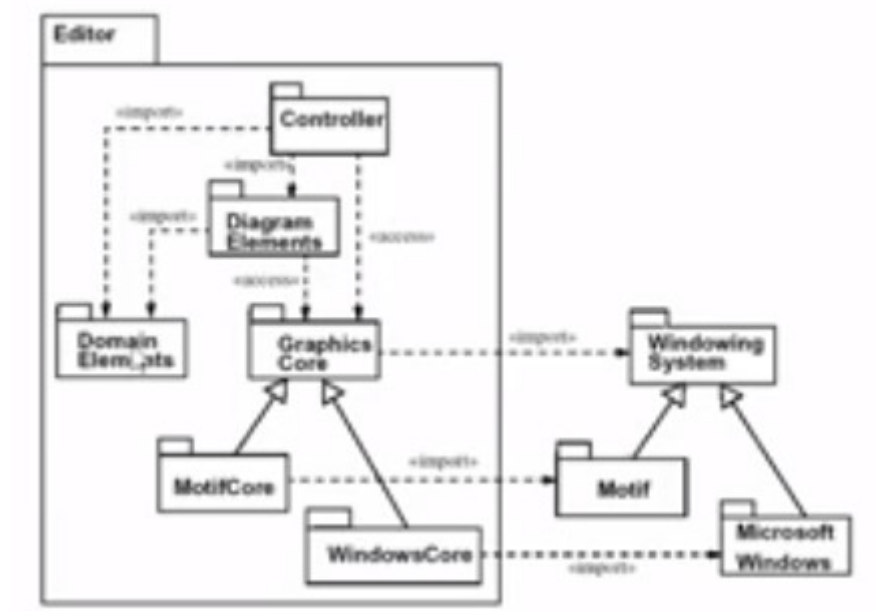 Editor
«import»
Controller
«import»
«import»
Diagram
Elements
«access»
«access»
Domain
Elements
Graphics
Core
«import»
Windowing
System
MotifCore
«import»
Motif
WindowsCore
«import»
Microsoft
Windows